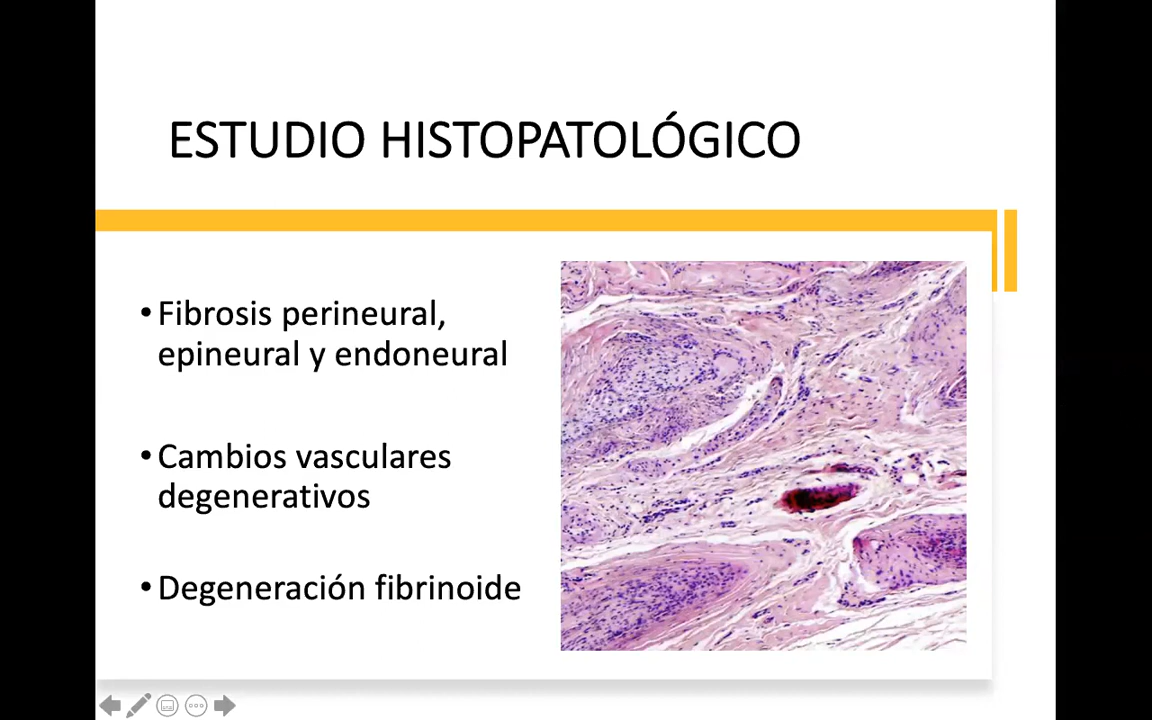 ESTUDIO HISTOPATOLÓGICO
•Fibrosis perineural,
epineural y endoneural
•Cambios vasculares
degenerativos
•Degeneración fibrinoide